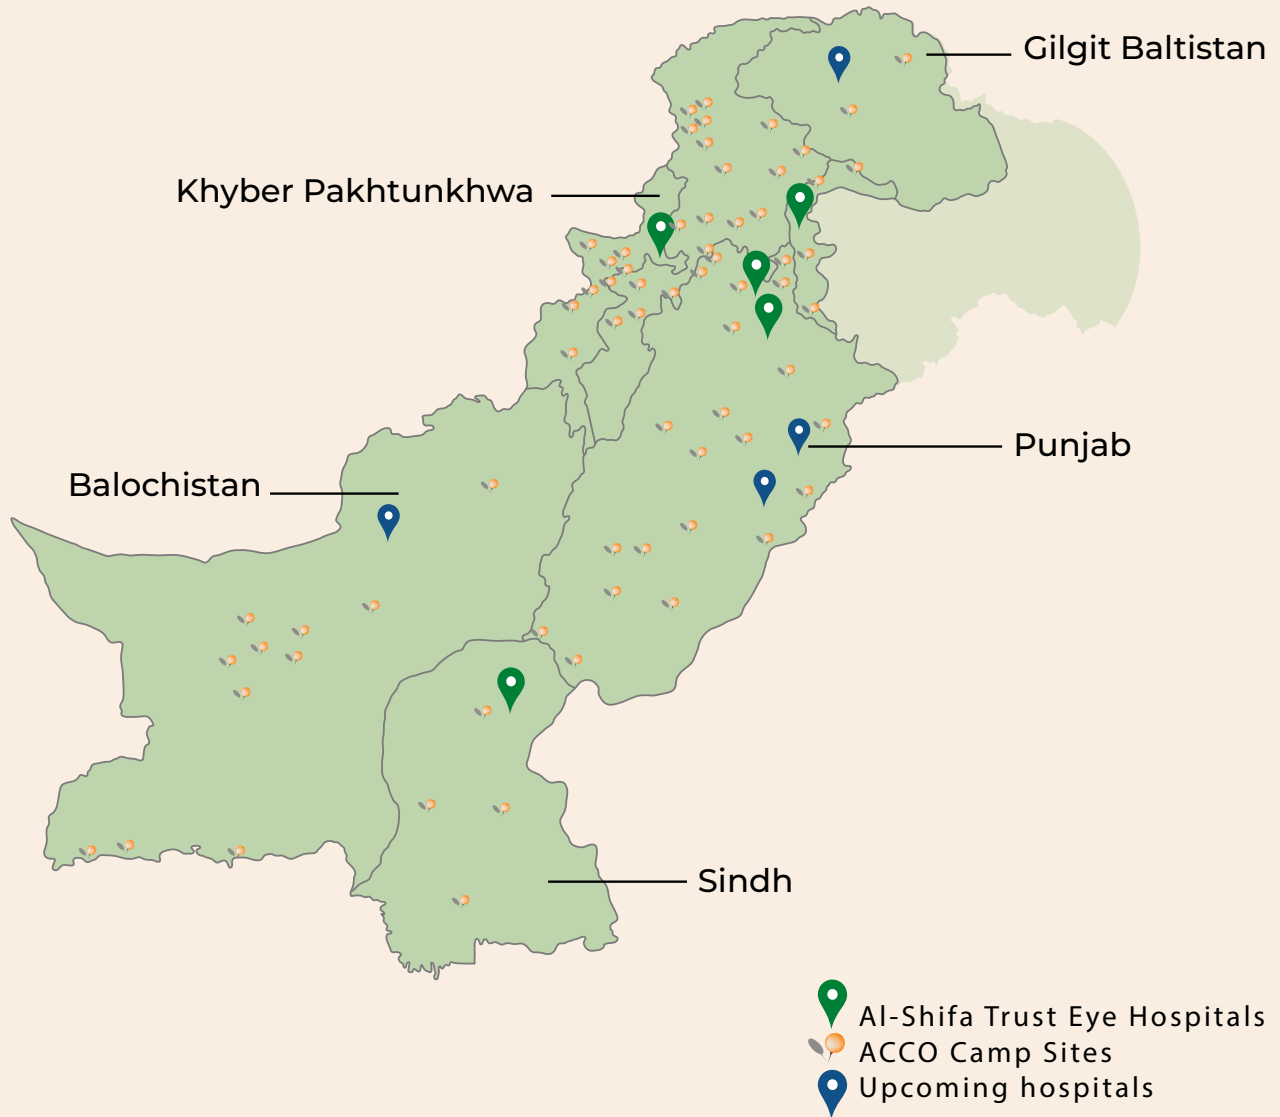 Gilgit Baltistan
Khyber Pakhtunkhwa
Punjab
Balochistan
Sindh
Al-Shifa Trust Eye Hospitals
ACCO Camp Sites
Upcoming hospitals